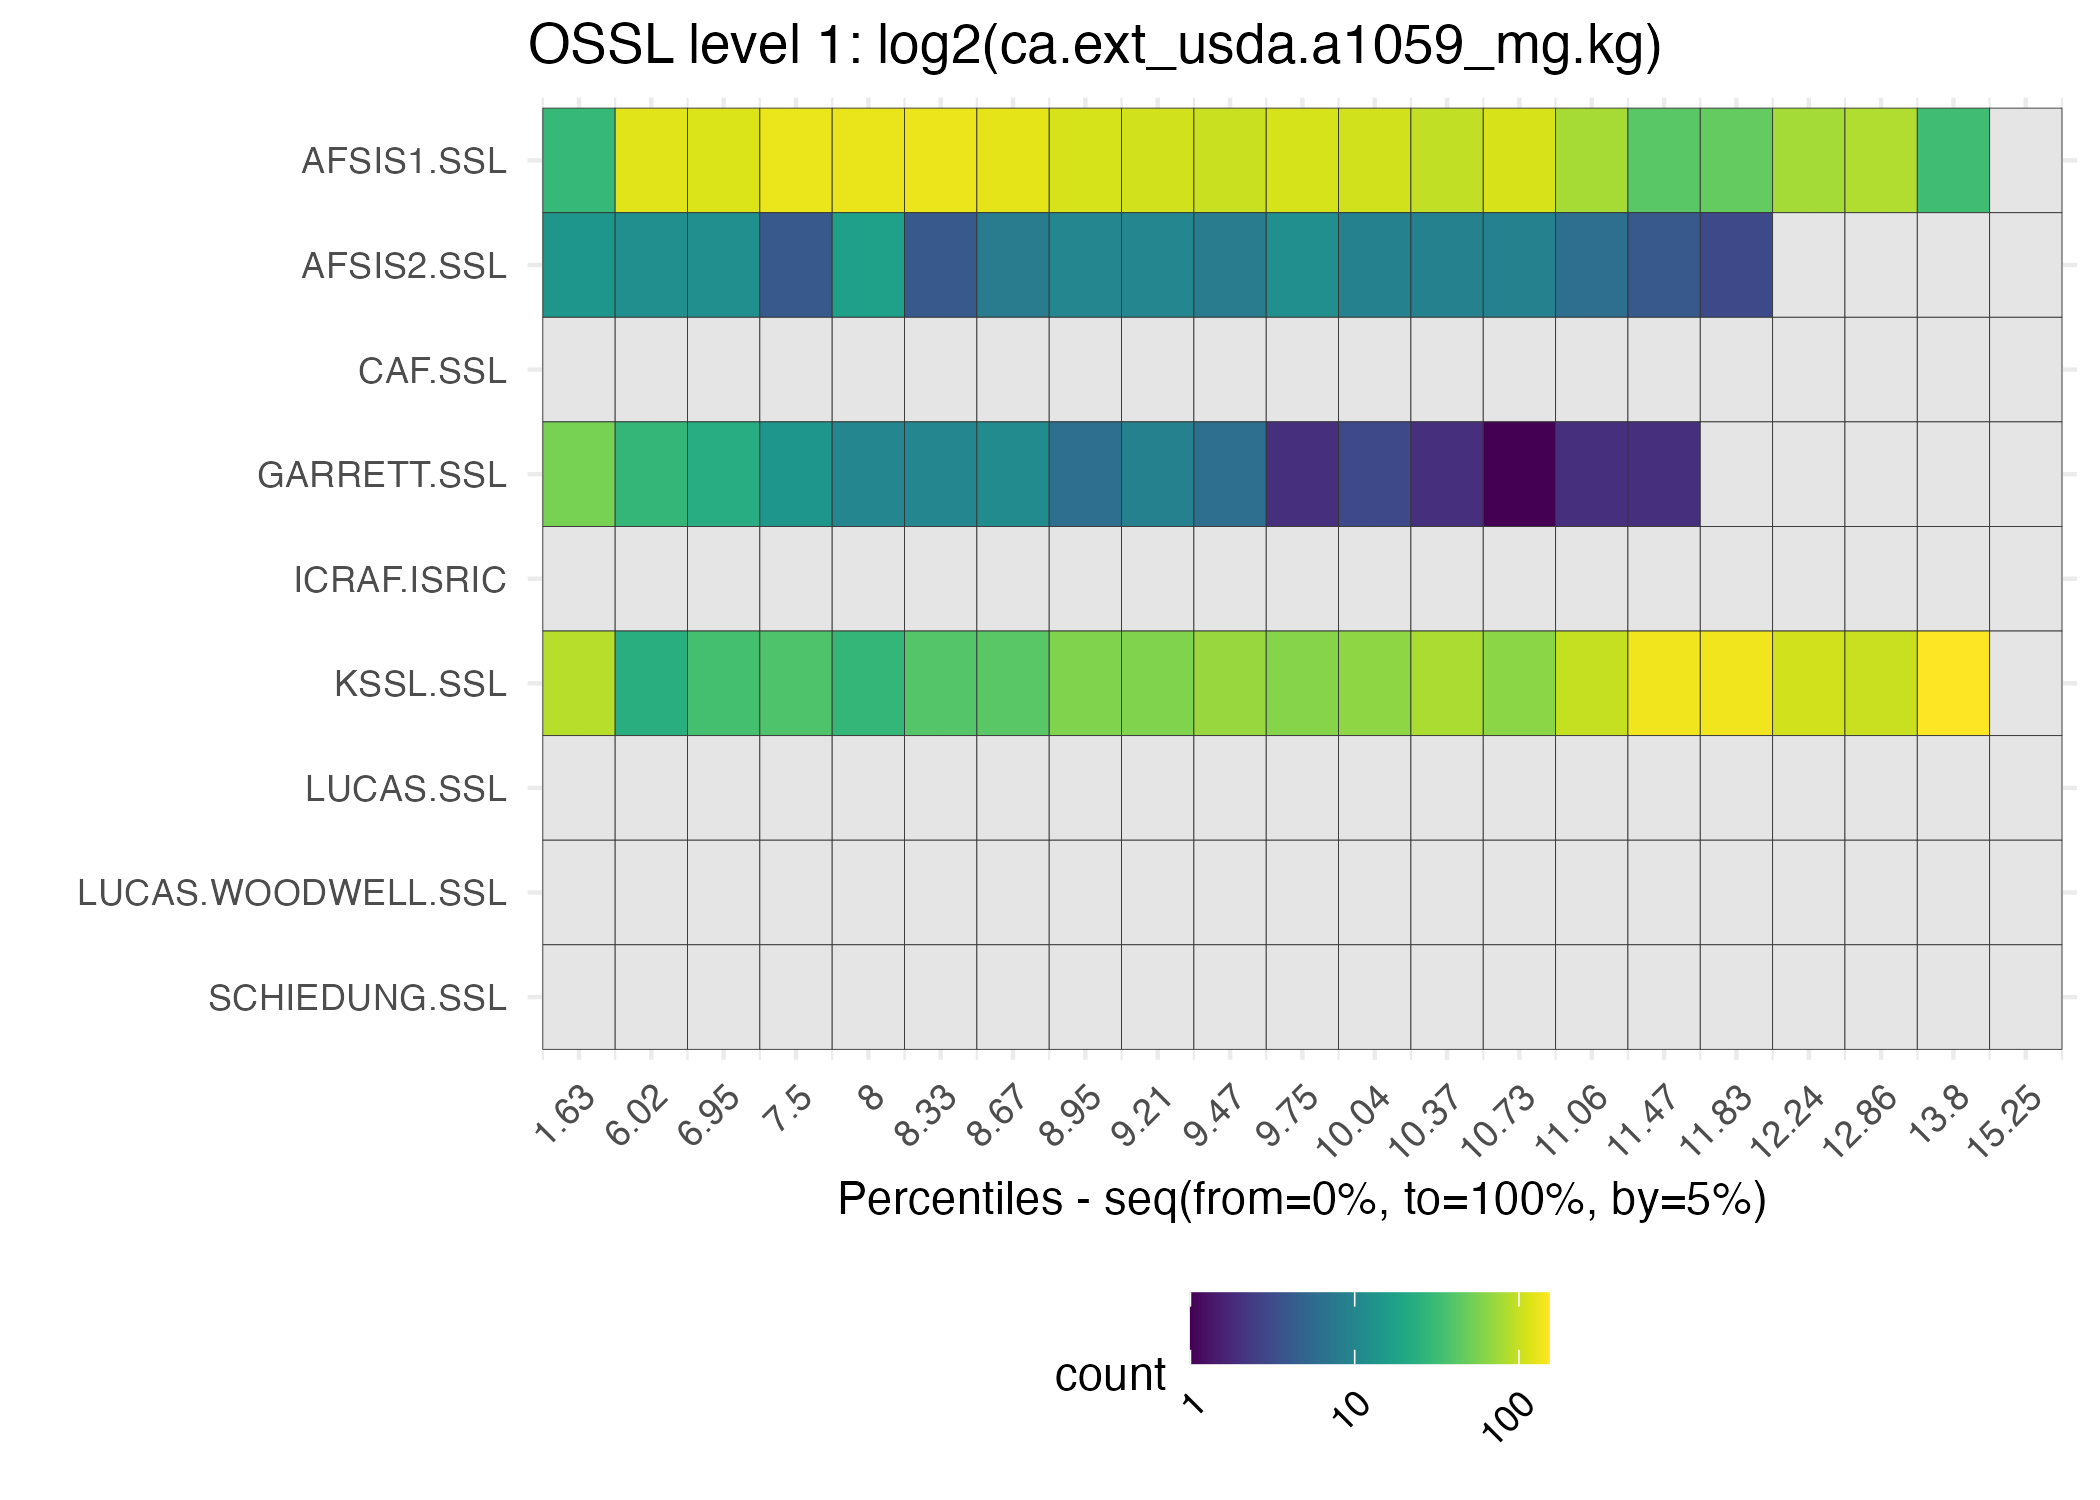 OSSL level 1: log2(ca.ext_usda.a1059_mg.kg)
AFSIS1.SSL
AFSIS2.SSL
CAF.SSL
GARRETT.SSL
ICRAF.ISRIC
KSSL.SSL
LUCAS.SSL
LUCAS.WOODWELL.SSL
SCHIEDUNG.SSL
1.63 6.02 6.95 7.5 8 8.33 8.67 8.95 9.21 9.47 9.75 10.04 10.37 10.73 11.06 11.47 11.83 12.24 12.86 13.8 15.25
Percentiles - seq(from=0%, to=100%, by=5%)
count
1 10 100